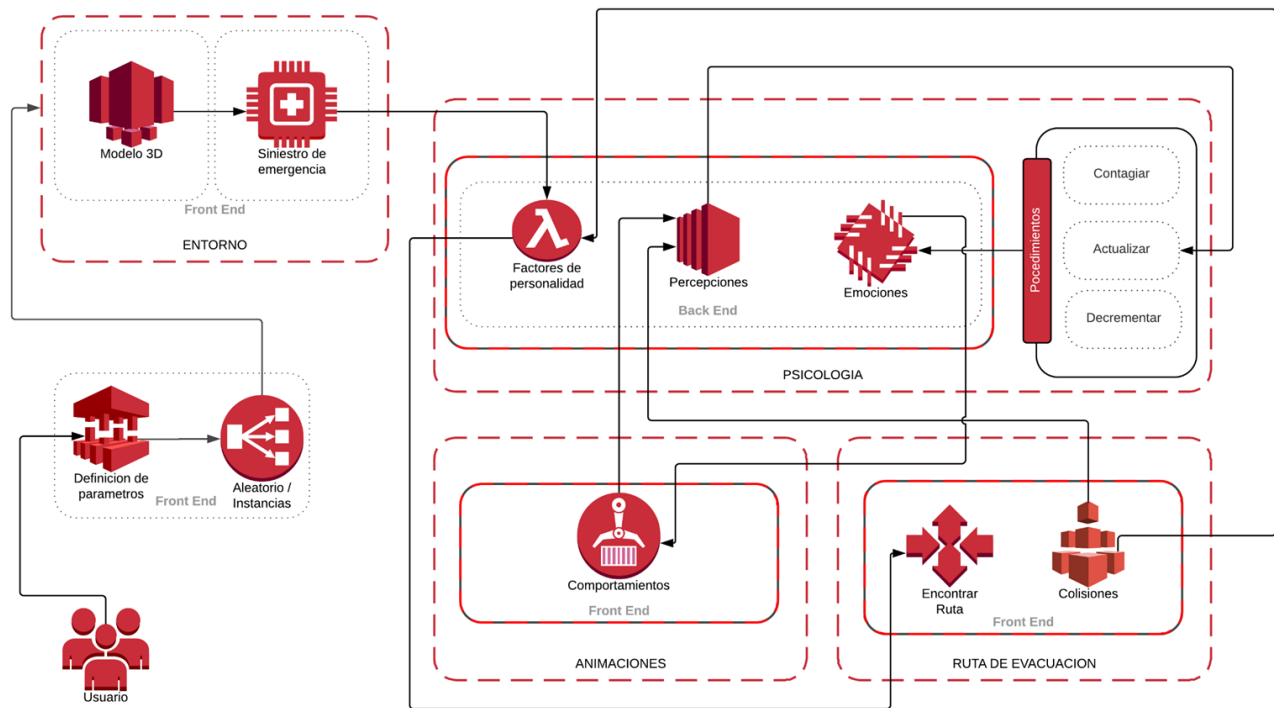 Modelo 3D
Siniestro de
emergencia
Front End
ENTORNO
Factores de
personalidad
Percepciones
Emociones
Back End
Pocedimientos
Contagiar
Actualizar
Decrementar
PSICOLOGIA
Definicion de
parametros
Front End
Aleatorio /
Instancias
Usuario
Comportamientos
Front End
ANIMACIONES
Encontrar
Ruta
Colisiones
Front End
RUTA DE EVACUACION